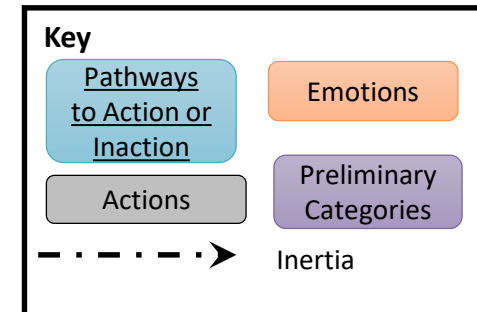 Key
Pathways
to Action or
Inaction
Emotions
Actions
Preliminary
Categories
Inertia